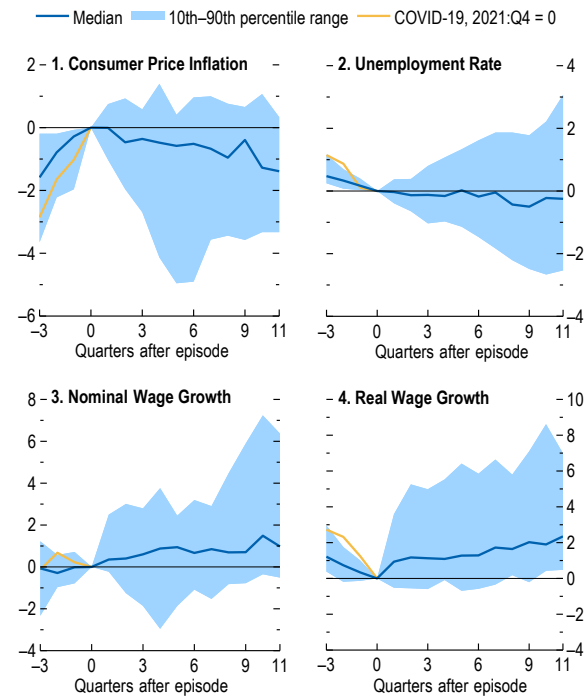 Median 10th–90th percentile range COVID-19, 2021:Q4 = 0
1. Consumer Price Inflation
2
0
–2
–4
–6
–3 0 3 6 9 11
Quarters after episode
2. Unemployment Rate
4
2
0
–2
–4
–3 0 3 6 9 11
Quarters after episode
3. Nominal Wage Growth
8
6
4
2
0
–2
–4
–3 0 3 6 9 11
Quarters after episode
4. Real Wage Growth
10
8
6
4
2
0
–2
–4
–3 0 3 6 9 11
Quarters after episode